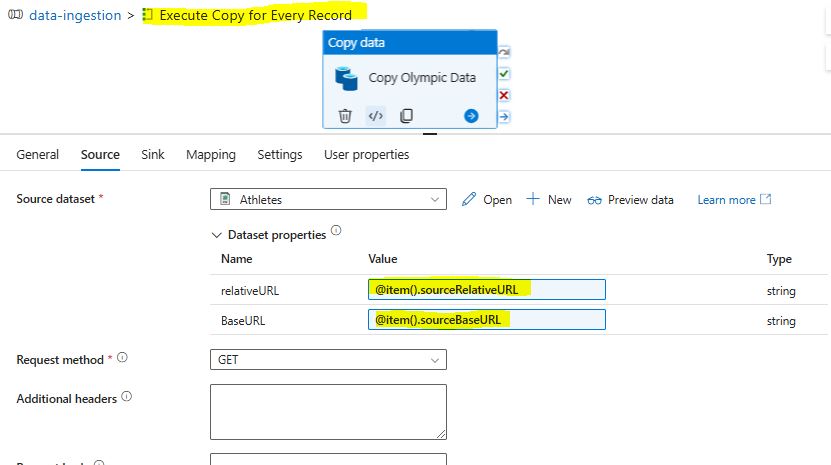 data-ingestion > Execute Copy for Every Record
Copy data
Copy Olympic Data
General Source Sink Mapping Settings User properties
Source dataset * Athletes Open New Preview data Learn more
Dataset properties
Name Value Type
relativeURL @item().sourceRelativeURL string
BaseURL @item().sourceBaseURL string
Request method * GET
Additional headers